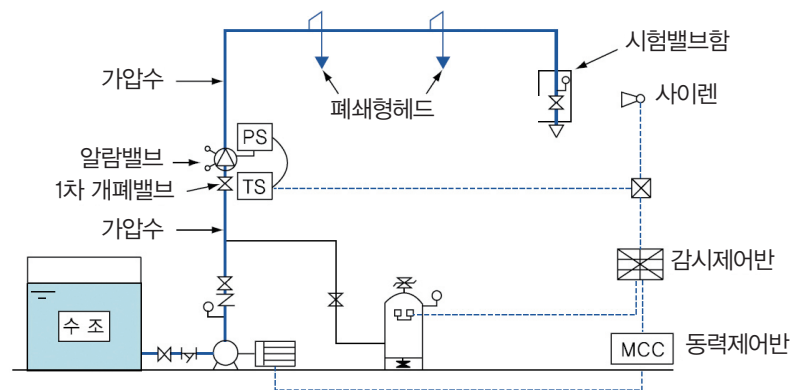 시험밸브함
가압수
폐쇄형헤드
사이렌
PS
알람밸브
TS
1차 개폐밸브
가압수
감시제어반
수 조
MCC
동력제어반